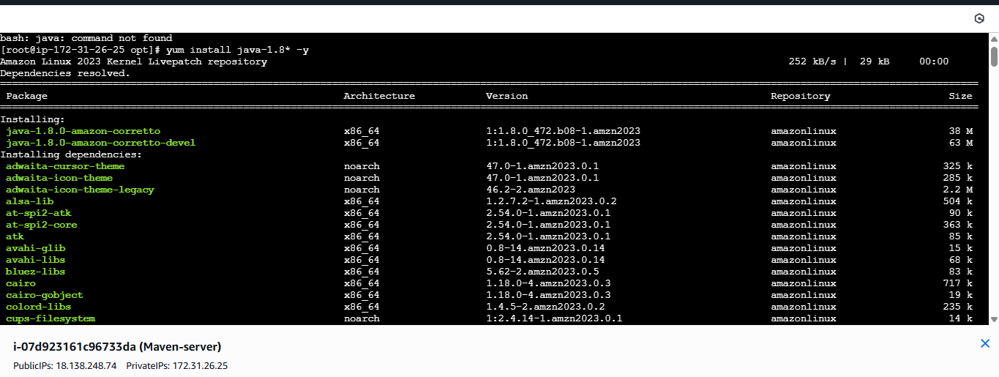 bash: java: command not found
[root@ip-172-31-26-25 opt]# yum install java-1.8* -y
Amazon Linux 2023 Kernel Livepatch repository 252 kB/s | 29 kB 00:00
Dependencies resolved.
================================================================================
Package Architecture Version Repository Size
================================================================================
Installing:
java-1.8.0-amazon-corretto x86_64 1:1.8.0_472.b08-1.amzn2023 amazonlinux 38 M
java-1.8.0-amazon-corretto-devel x86_64 1:1.8.0_472.b08-1.amzn2023 amazonlinux 63 M
Installing dependencies:
adwaita-cursor-theme noarch 47.0-1.amzn2023.0.1 amazonlinux 325 k
adwaita-icon-theme noarch 47.0-1.amzn2023.0.1 amazonlinux 285 k
adwaita-icon-theme-legacy noarch 46.2-2.amzn2023 amazonlinux 2.2 M
alsa-lib x86_64 1.2.7.2-1.amzn2023.0.2 amazonlinux 504 k
at-spi2-atk x86_64 2.54.0-1.amzn2023.0.1 amazonlinux 90 k
at-spi2-core x86_64 2.54.0-1.amzn2023.0.1 amazonlinux 363 k
atk x86_64 2.54.0-1.amzn2023.0.1 amazonlinux 85 k
avahi-glib x86_64 0.8-14.amzn2023.0.14 amazonlinux 15 k
avahi-libs x86_64 0.8-14.amzn2023.0.14 amazonlinux 68 k
bluez-libs x86_64 5.62-2.amzn2023.0.5 amazonlinux 83 k
cairo x86_64 1.18.0-4.amzn2023.0.3 amazonlinux 717 k
cairo-gobject x86_64 1.18.0-4.amzn2023.0.3 amazonlinux 19 k
colord-libs x86_64 1.4.5-2.amzn2023.0.2 amazonlinux 235 k
cups-filesystem noarch 1:2.4.14-1.amzn2023.0.1 amazonlinux 14 k
i-07d923161c96733da (Maven-server)
PublicIPs: 18.138.248.74 PrivateIPs: 172.31.26.25